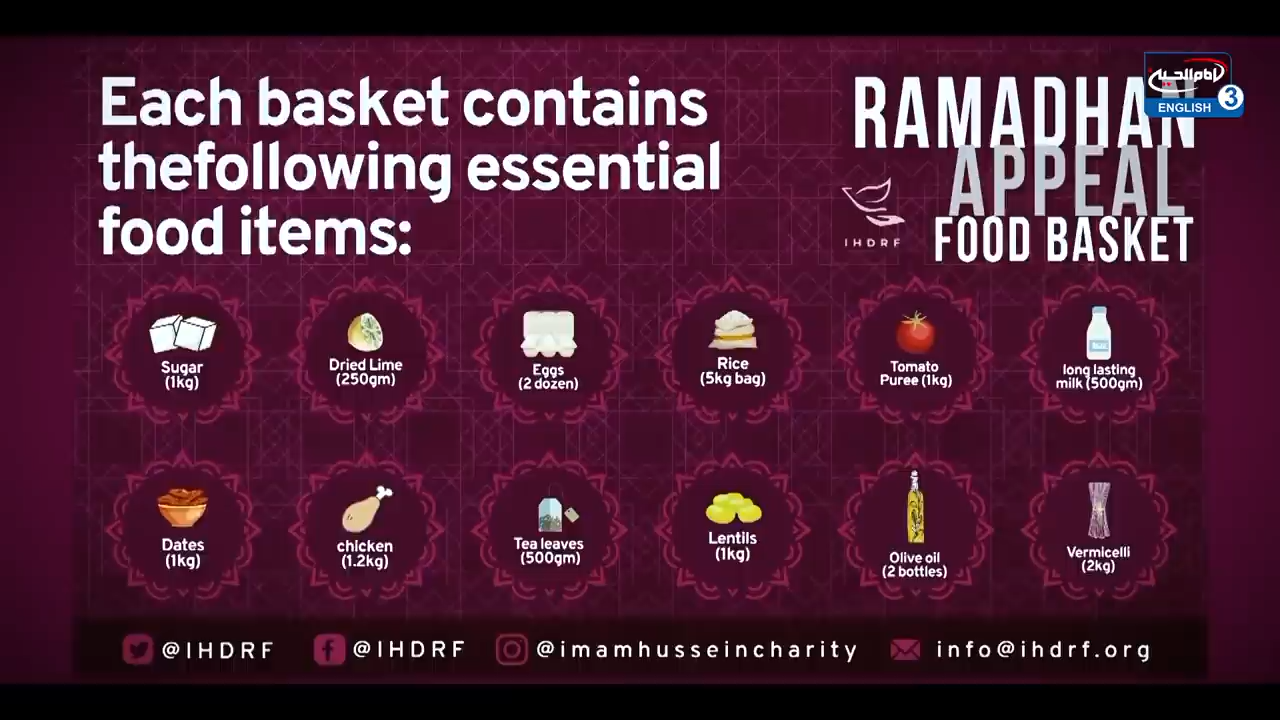 Each basket contains
thefollowing essential
food items:
RAMADHAN
APPEAL
FOOD BASKET
IHDRF
ENGLISH 3
Sugar
(1kg)
Dried Lime
(250gm)
Eggs
(2 dozen)
Rice
(5kg bag)
Tomato
Puree (1kg)
long lasting
milk (500gm)
Dates
(1kg)
chicken
(1.2kg)
Tea leaves
(500gm)
Lentils
(1kg)
Olive oil
(2 bottles)
Vermicelli
(2kg)
@IHDRF
@IHDRF
@imamhusseincharity
info@ihdrf.org